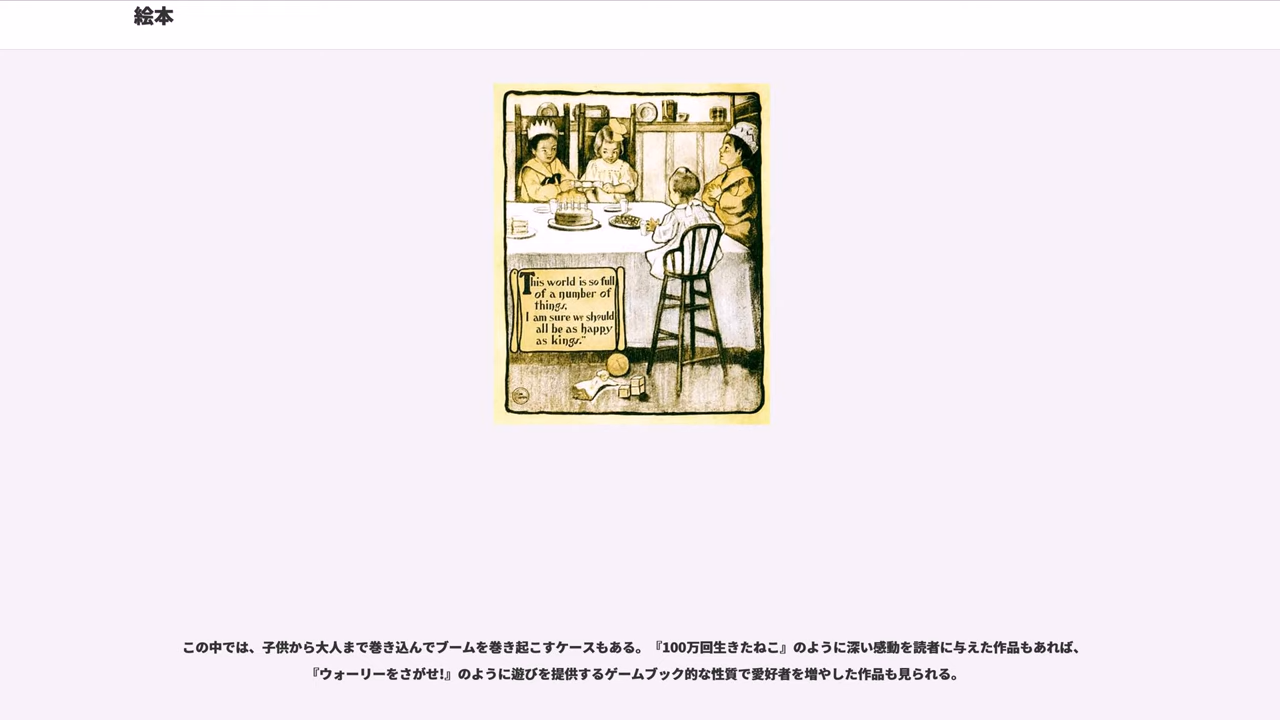 絵本
This world is so full
of a number of
things,
I am sure we should
all be as happy
as kings."
この中では、子供から大人まで巻き込んでブームを巻き起こすケースもある。『100万回生きたねこ』のように深い感動を読者に与えた作品もあれば、
『ウォーリーをさがせ!』のように遊びを提供するゲームブック的な性質で愛好者を増やした作品も見られる。